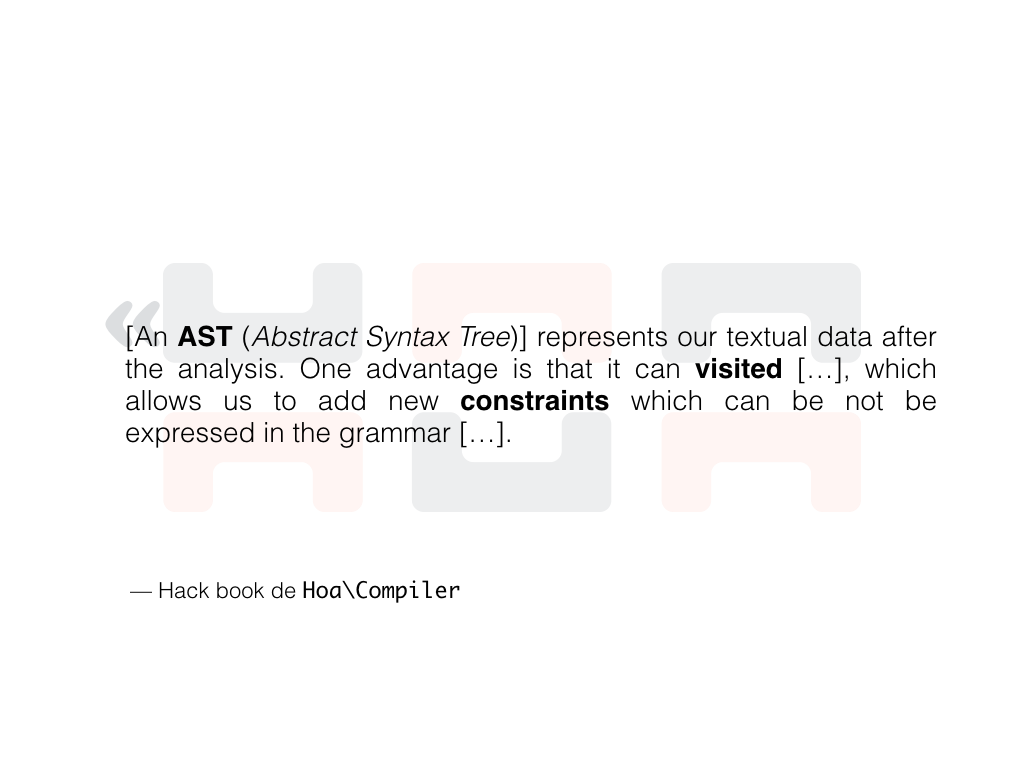 «
[An AST (Abstract Syntax Tree)] represents our textual data after
the analysis. One advantage is that it can visited […], which
allows us to add new constraints which can be not be
expressed in the grammar […].
— Hack book de Hoa\Compiler